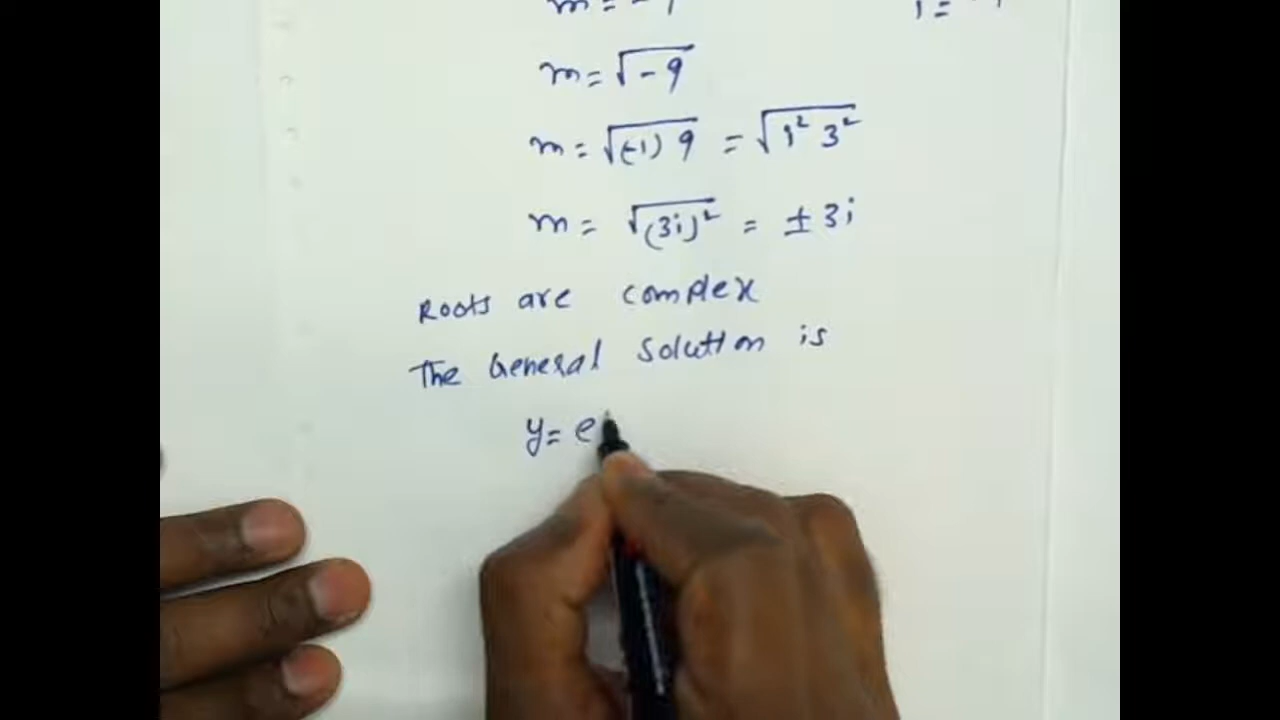 m = √-9
m = √(-1) 9 = √i² 3²
m = √(3i)² = ± 3i
Roots are complex
The General Solution is
y = e